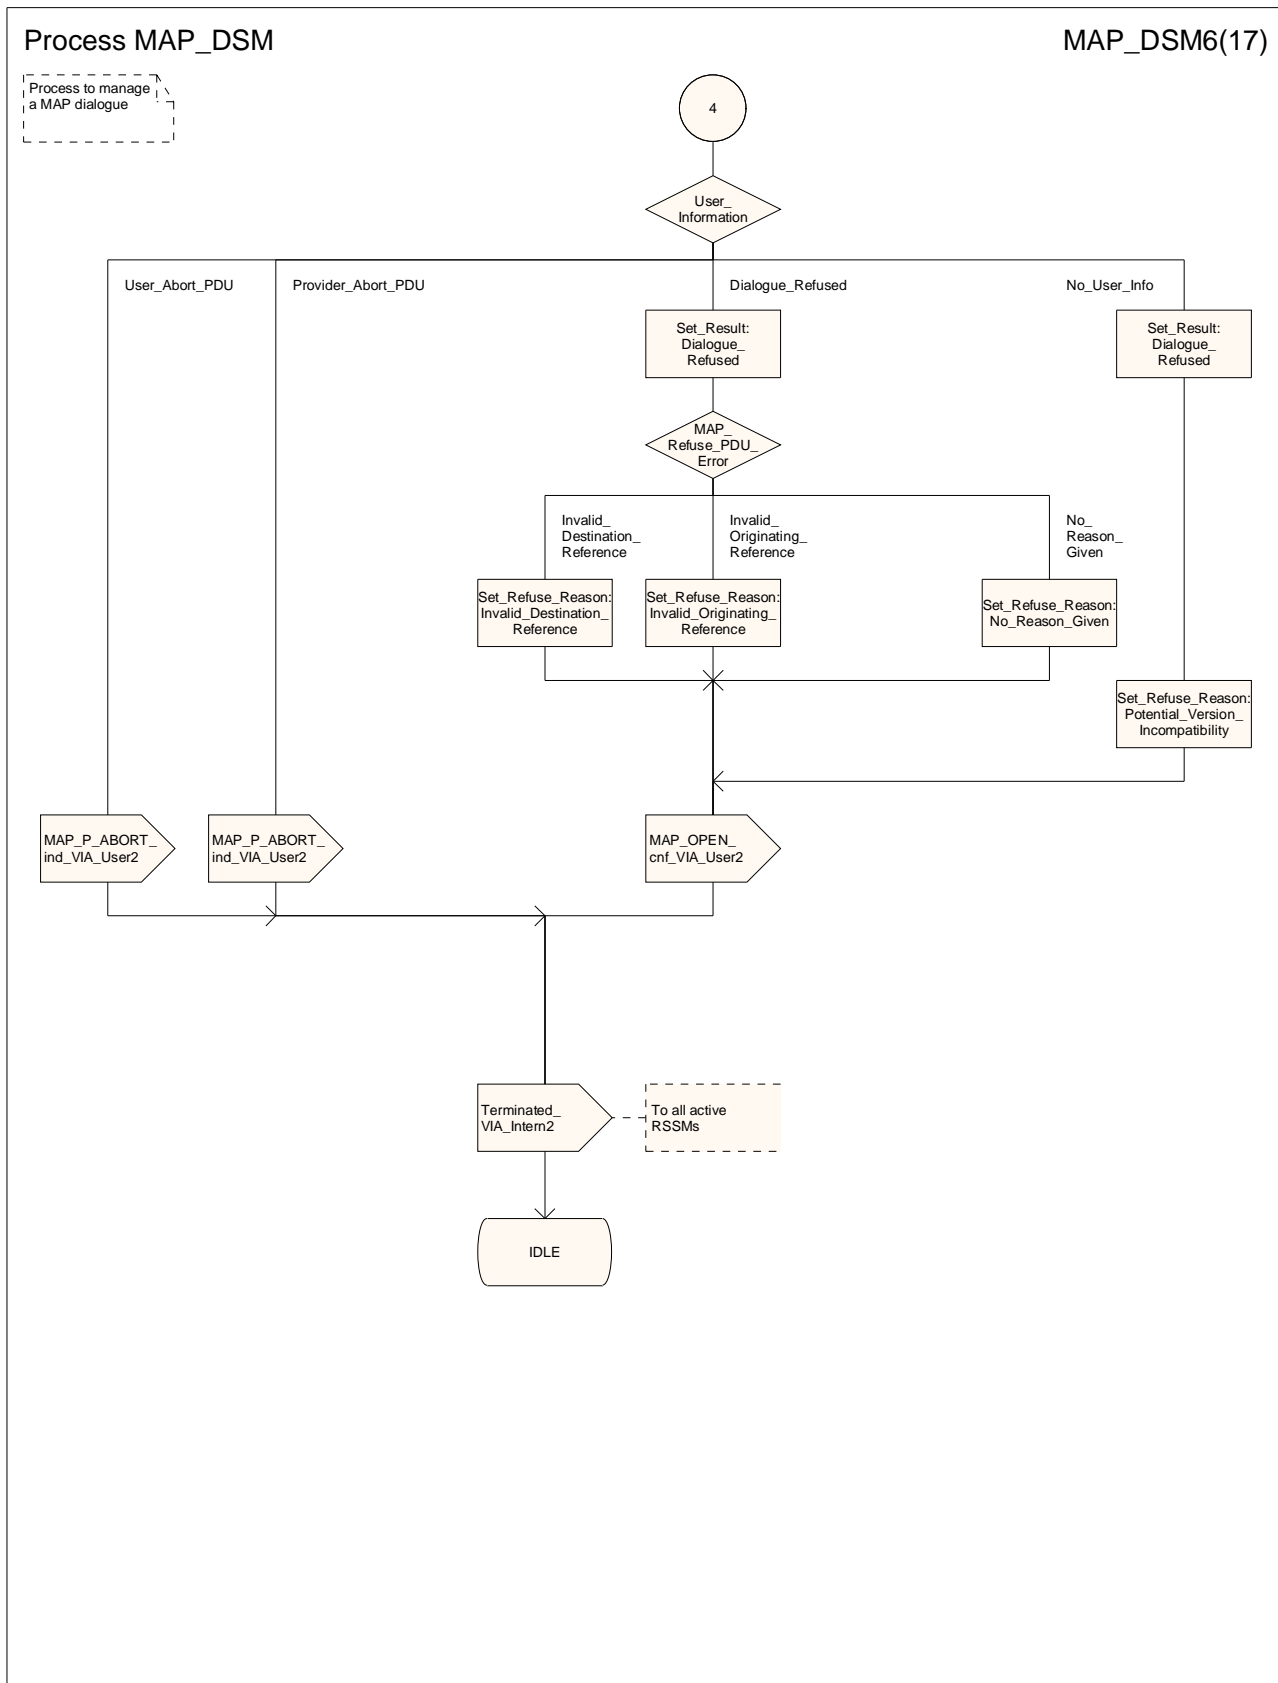 Process MAP_DSM
MAP_DSM6(17)
Process to manage
a MAP dialogue
4
User_
Information
User_Abort_PDU
Provider_Abort_PDU
Dialogue_Refused
No_User_Info
Set_Result:
Dialogue_
Refused
Set_Result:
Dialogue_
Refused
MAP_
Refuse_PDU_
Error
Invalid_
Destination_
Reference
Invalid_
Originating_
Reference
No_
Reason_
Given
Set_Refuse_Reason:
Invalid_Destination_
Reference
Set_Refuse_Reason:
Invalid_Originating_
Reference
Set_Refuse_Reason:
No_Reason_Given
Set_Refuse_Reason:
Potential_Version_
Incompatibility
MAP_P_ABORT_
ind_VIA_User2
MAP_P_ABORT_
ind_VIA_User2
MAP_OPEN_
cnf_VIA_User2
Terminated_
VIA_Intern2
To all active
RSSMs
IDLE